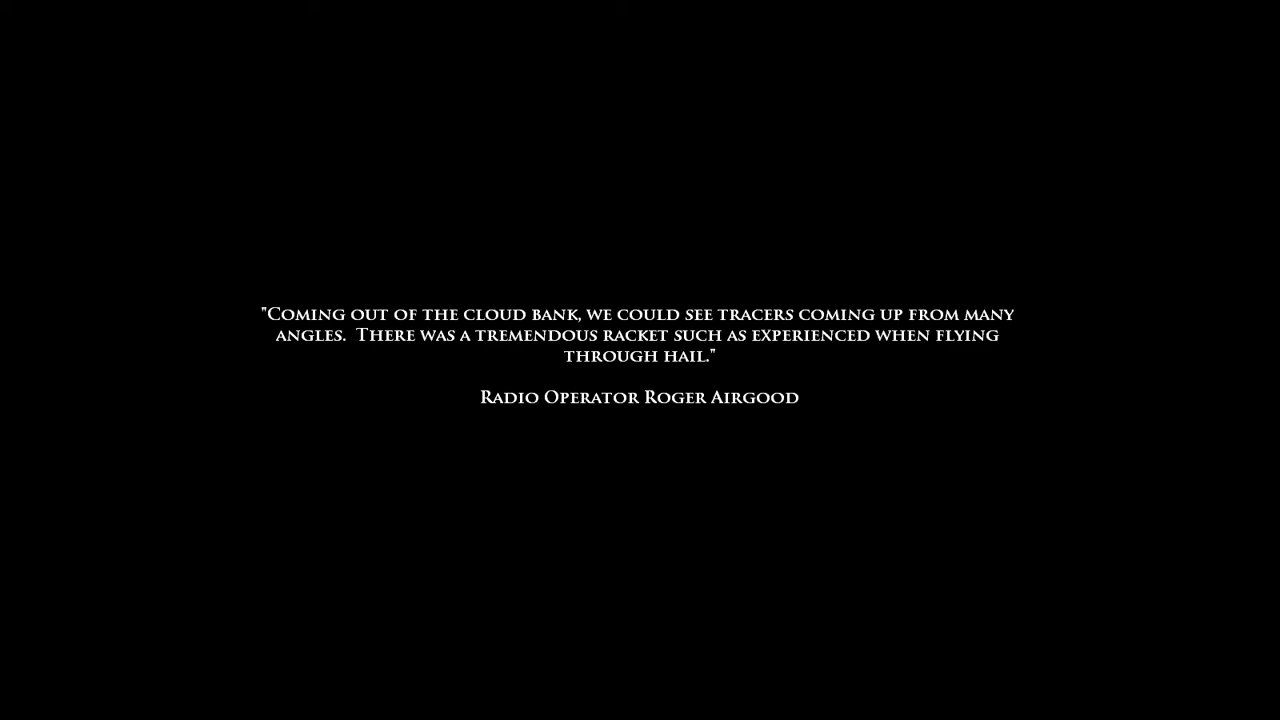 "Coming out of the cloud bank, we could see tracers coming up from many
angles.  There was a tremendous racket such as experienced when flying
through hail."
Radio Operator Roger Airgood